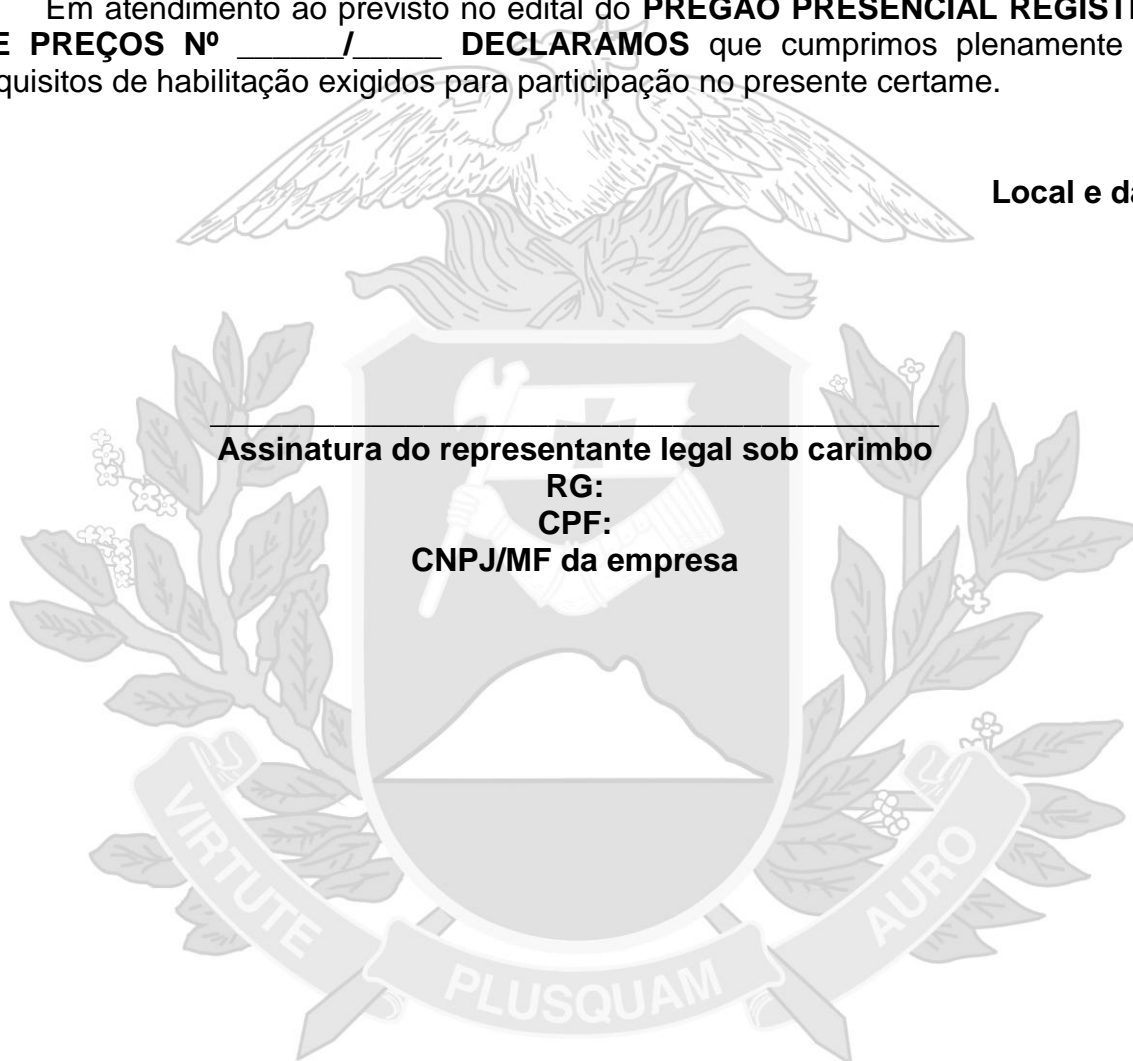 Em atendimento ao previsto no edital do PREGÃO PRESENCIAL REGIST
E PREÇOS Nº ______/_____ DECLARAMOS que cumprimos plenamente
quisitos de habilitação exigidos para participação no presente certame.
Local e da
_________________________________________
Assinatura do representante legal sob carimbo
RG:
CPF:
CNPJ/MF da empresa
VIRTUTE
PLUSQUAM
AURO